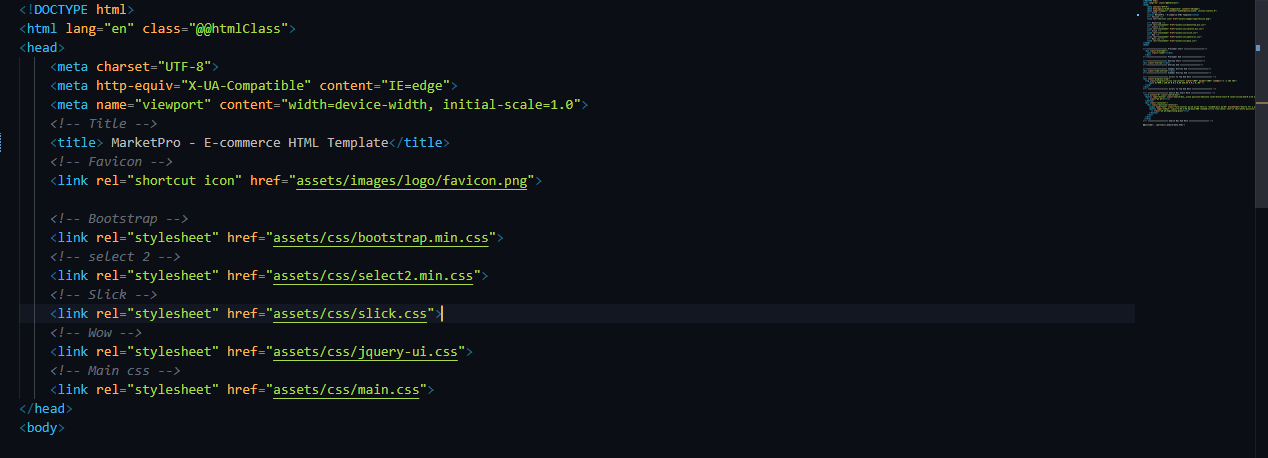 <!DOCTYPE html>
<html lang="en" class="@@htmlClass">
<head>
<meta charset="UTF-8">
<meta http-equiv="X-UA-Compatible" content="IE=edge">
<meta name="viewport" content="width=device-width, initial-scale=1.0">
<!-- Title -->
<title> MarketPro - E-commerce HTML Template</title>
<!-- Favicon -->
<link rel="shortcut icon" href="assets/images/logo/favicon.png">
<!-- Bootstrap -->
<link rel="stylesheet" href="assets/css/bootstrap.min.css">
<!-- select 2 -->
<link rel="stylesheet" href="assets/css/select2.min.css">
<!-- Slick -->
<link rel="stylesheet" href="assets/css/slick.css">
<!-- Wow -->
<link rel="stylesheet" href="assets/css/jquery-ui.css">
<!-- Main css -->
<link rel="stylesheet" href="assets/css/main.css">
</head>
<body>